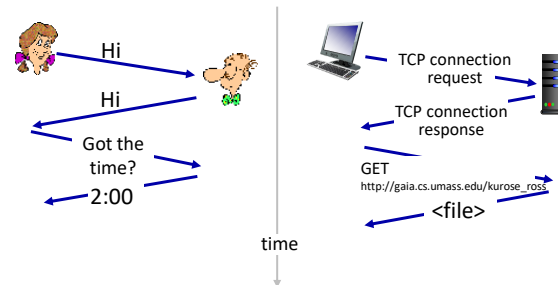 Hi
Hi
Got the
time?
2:00
time
TCP connection
request
TCP connection
response
GET
http://gaia.cs.umass.edu/kurose_ross
<file>